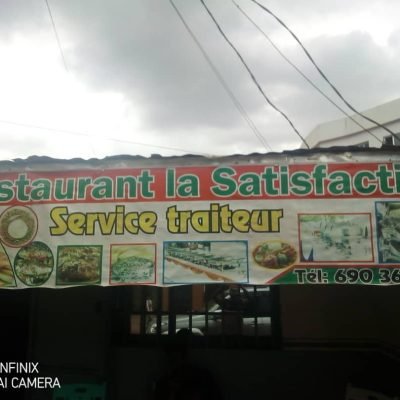 staurant la Satisfacti
Service traiteur
Tél: 690 36
NFINIX
AI CAMERA